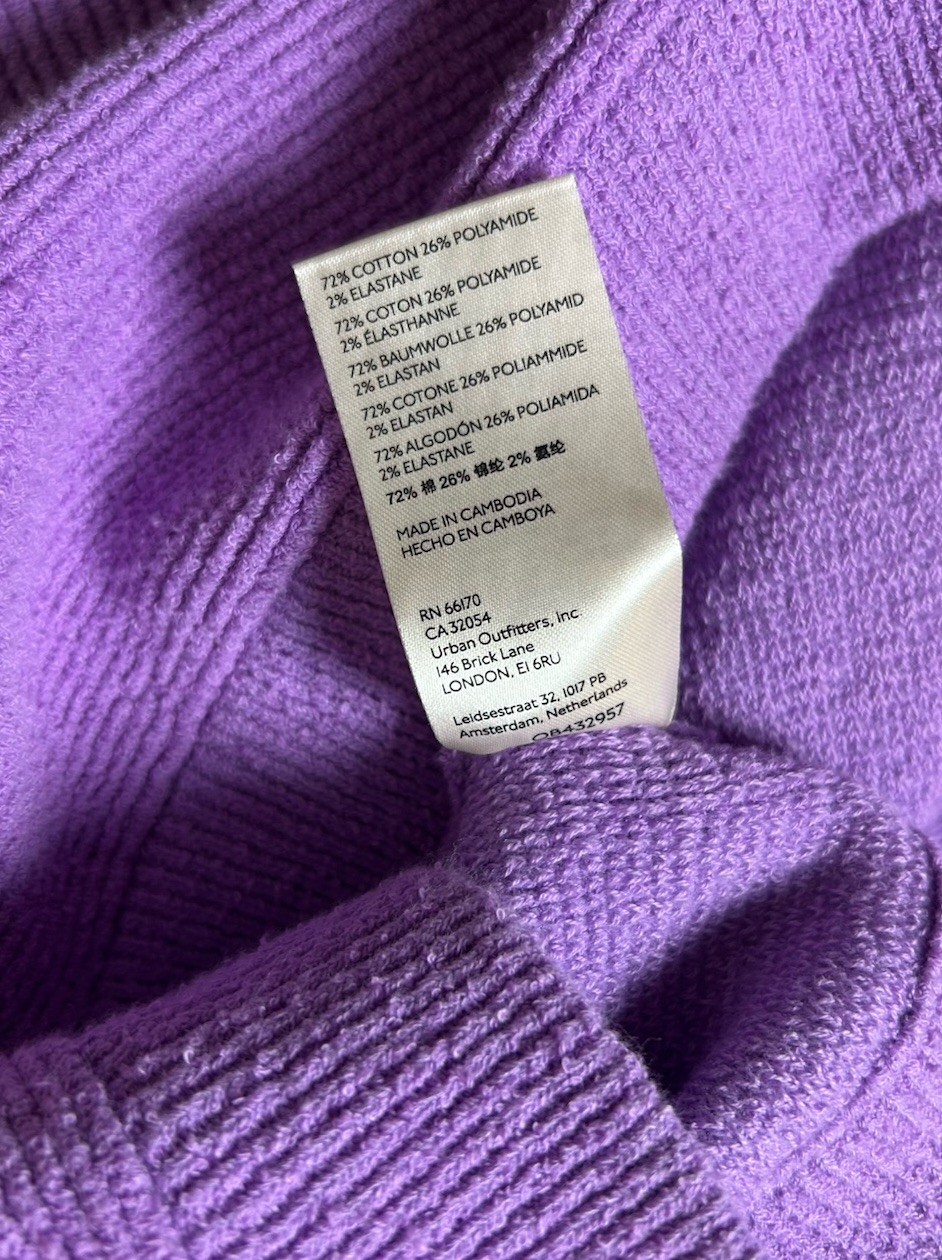 72% COTTON 26% POLYAMIDE
2% ELASTANE
72% COTON 26% POLYAMIDE
2% ÉLASTHANNE
72% BAUMWOLLE 26% POLYAMID
2% ELASTAN
72% COTONE 26% POLIAMMIDE
2% ELASTAN
72% ALGODÓN 26% POLIAMIDA
2% ELASTANE
72% 棉 26% 锦纶 2% 氨纶
MADE IN CAMBODIA
HECHO EN CAMBOYA
RN 66170
CA 32054
Urban Outfitters, Inc.
146 Brick Lane
LONDON, E1 6RU
Leidsestraat 32, 1017 PB
Amsterdam, Netherlands